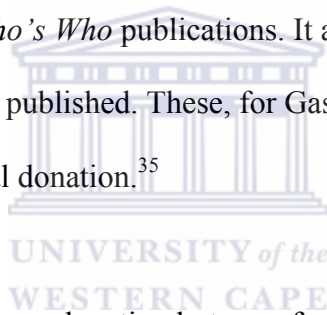 ho's Who publications. It a
published. These, for Gas
l donation.35
UNIVERSITY of the
WESTERN CAPE